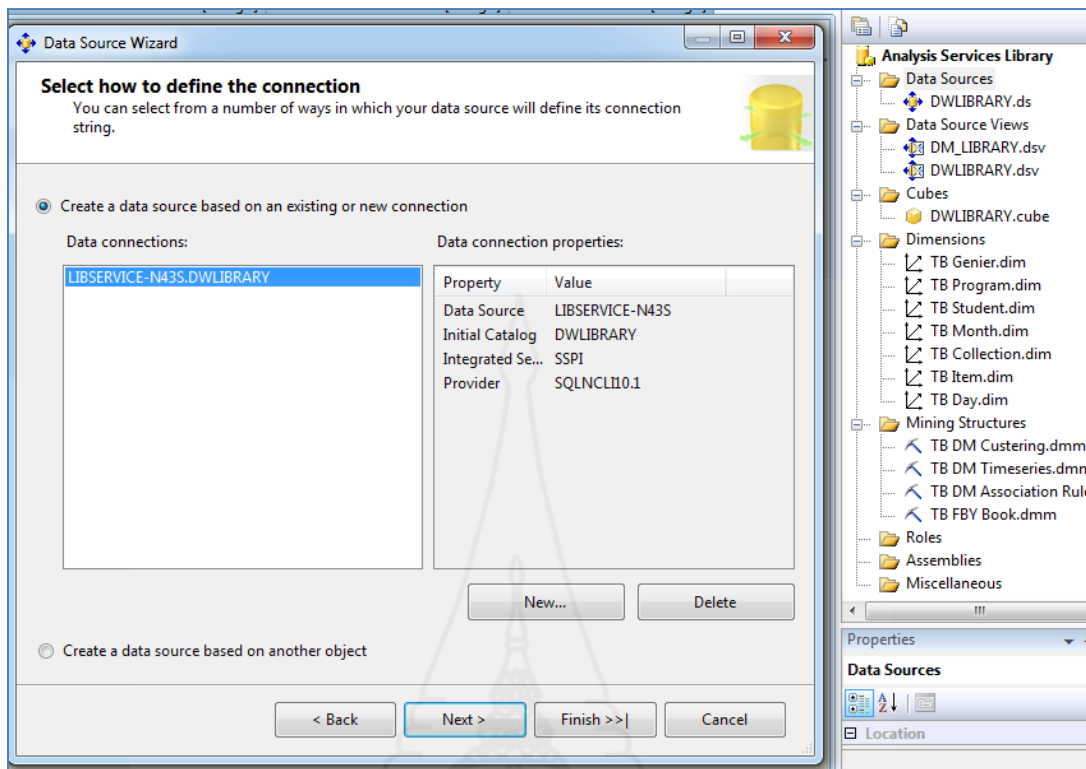 Data Source Wizard
Select how to define the connection
You can select from a number of ways in which your data source will define its connection
string.
Create a data source based on an existing or new connection
Data connections:
LIBSERVICE-N43S.DWLIBRARY
Data connection properties:
Property Value
Data Source LIBSERVICE-N43S
Initial Catalog DWLIBRARY
Integrated Se... SSPI
Provider SQLNCLI10.1
New...
Delete
Create a data source based on another object
< Back
Next >
Finish >>|
Cancel
Analysis Services Library
Data Sources
DWLIBRARY.ds
Data Source Views
DM_LIBRARY.dsv
DWLIBRARY.dsv
Cubes
DWLIBRARY.cube
Dimensions
TB Genier.dim
TB Program.dim
TB Student.dim
TB Month.dim
TB Collection.dim
TB Item.dim
TB Day.dim
Mining Structures
TB DM Custering.dmm
TB DM Timeseries.dmm
TB DM Association Rul
TB FBY Book.dmm
Roles
Assemblies
Miscellaneous
Properties
Data Sources
Location